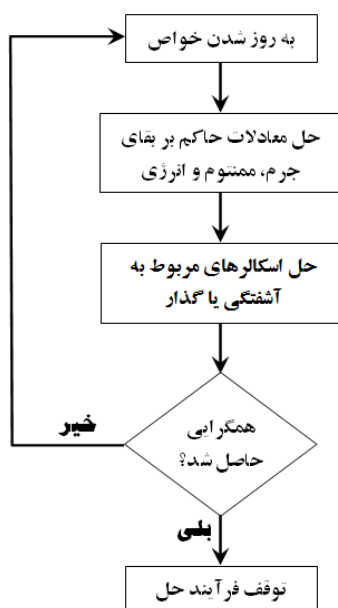 به روز شدن خواص
حل معادلات حاکم بر بقای
جرم، ممنتوم و انرژی
حل اسکالرهای مربوط به
آشفتگی یا گذار
همگرایی
حاصل شد؟
خیر
بلی
توقف فرآیند حل